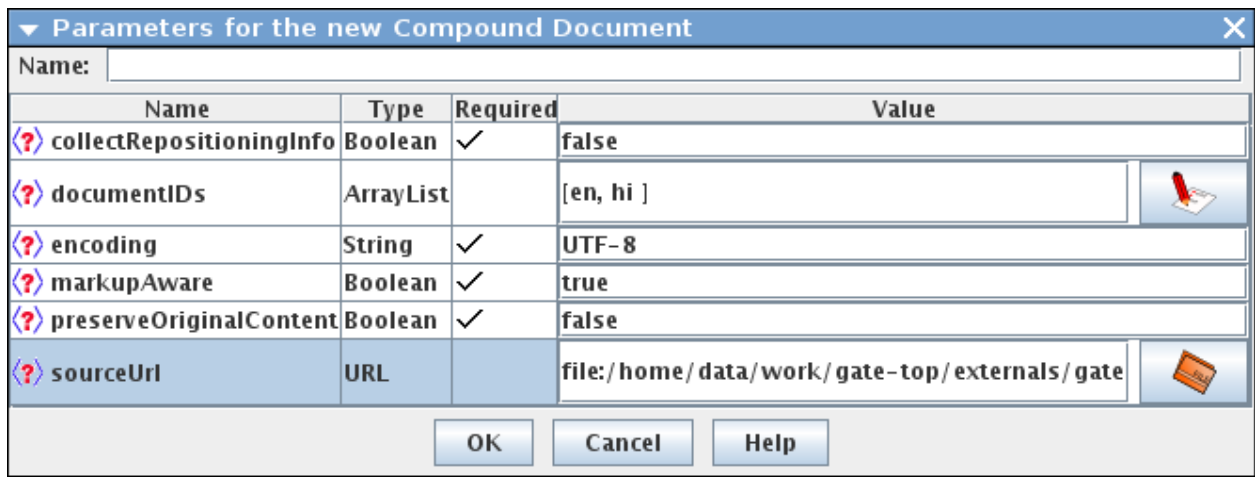 Parameters for the new Compound Document
Name:
Name Type Required Value
<?> collectRepositioningInfo Boolean ✓ false
<?> documentIDs ArrayList [en, hi ]
<?> encoding String ✓ UTF-8
<?> markupAware Boolean ✓ true
<?> preserveOriginalContent Boolean ✓ false
<?> sourceUrl URL file:/home/data/work/gate-top/externals/gate
OK Cancel Help